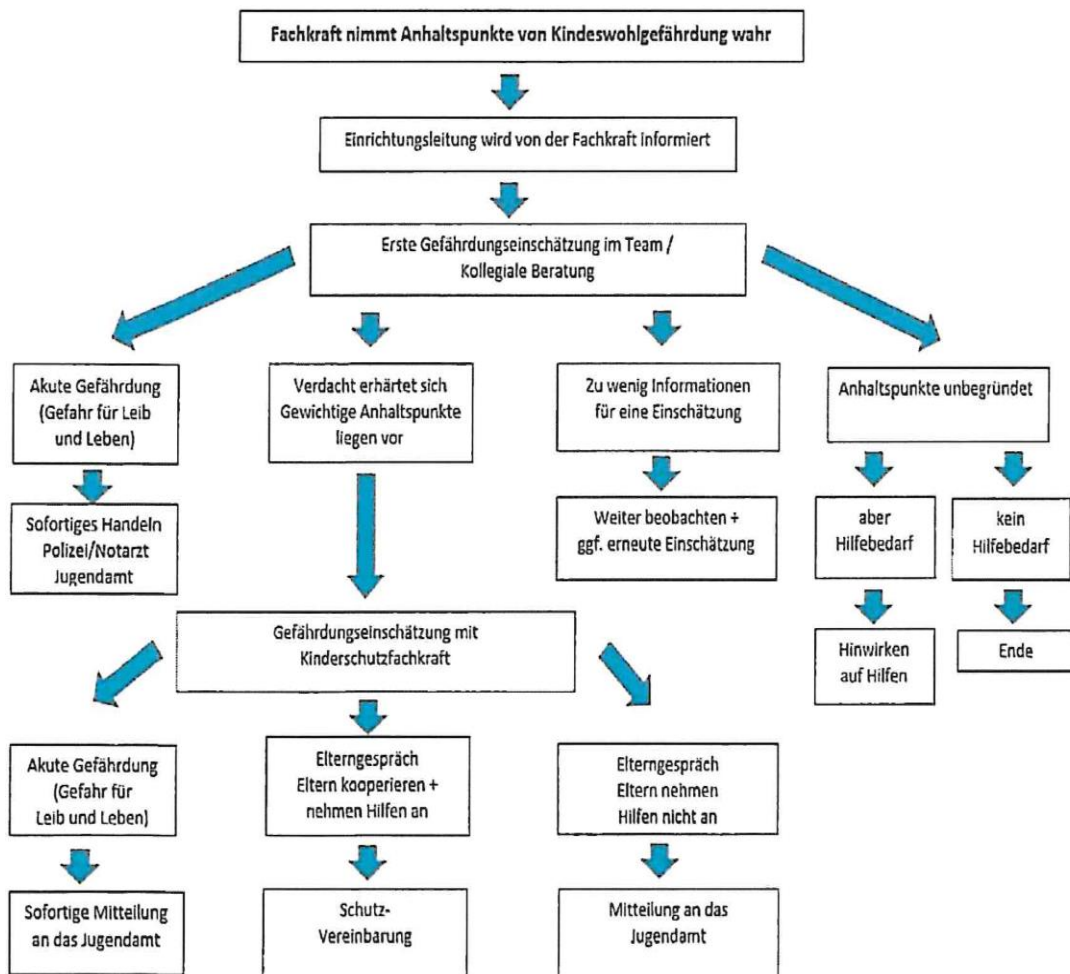 Fachkraft nimmt Anhaltspunkte von Kindeswohlgefährdung wahr
Einrichtungsleitung wird von der Fachkraft informiert
Erste Gefährdungseinschätzung im Team /
Kollegiale Beratung
Akute Gefährdung
(Gefahr für Leib
und Leben)
Verdacht erhärtet sich
Gewichtige Anhaltspunkte
liegen vor
Zu wenig Informationen
für eine Einschätzung
Anhaltspunkte unbegründet
Sofortiges Handeln
Polizei/Notarzt
Jugendamt
Weiter beobachten +
ggf. erneute Einschätzung
aber
Hilfebedarf
kein
Hilfebedarf
Gefährdungseinschätzung mit
Kinderschutzfachkraft
Hinwirken
auf Hilfen
Ende
Akute Gefährdung
(Gefahr für
Leib und Leben)
Elterngespräch
Eltern kooperieren +
nehmen Hilfen an
Elterngespräch
Eltern nehmen
Hilfen nicht an
Sofortige Mitteilung
an das Jugendamt
Schutz-
Vereinbarung
Mitteilung an das
Jugendamt